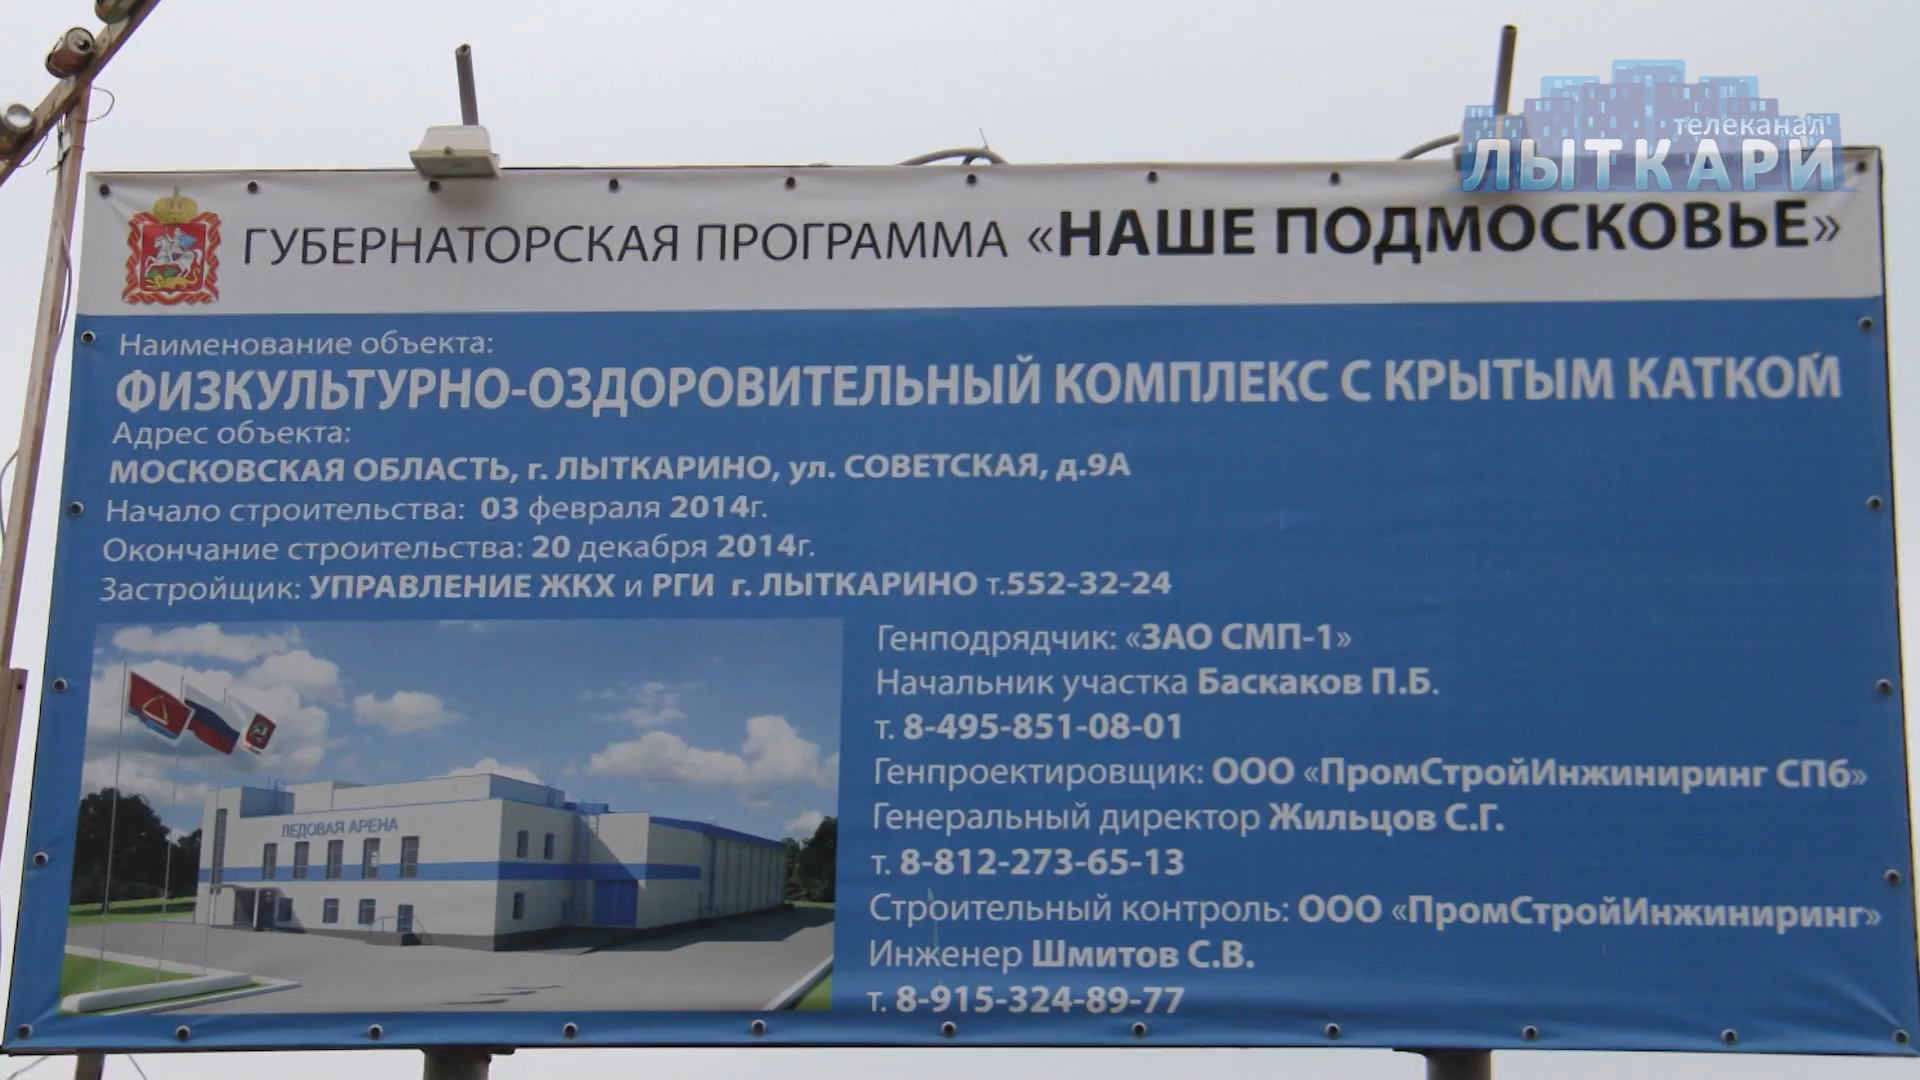 телеканал
ЛЫТКАРИ
ГУБЕРНАТОРСКАЯ ПРОГРАММА «НАШЕ ПОДМОСКОВЬЕ»
Наименование объекта:
ФИЗКУЛЬТУРНО-ОЗДОРОВИТЕЛЬНЫЙ КОМПЛЕКС С КРЫТЫМ КАТКОМ
Адрес объекта:
МОСКОВСКАЯ ОБЛАСТЬ, г. ЛЫТКАРИНО, ул. СОВЕТСКАЯ, д.9А
Начало строительства: 03 февраля 2014г.
Окончание строительства: 20 декабря 2014г.
Застройщик: УПРАВЛЕНИЕ ЖКХ и РГИ г. ЛЫТКАРИНО т.552-32-24
ЛЕДОВАЯ АРЕНА
Генподрядчик: «ЗАО СМП-1»
Начальник участка Баскаков П.Б.
т. 8-495-851-08-01
Генпроектировщик: ООО «ПромСтройИнжиниринг СПб»
Генеральный директор Жильцов С.Г.
т. 8-812-273-65-13
Строительный контроль: ООО «ПромСтройИнжиниринг»
Инженер Шмитов С.В.
т. 8-915-324-89-77